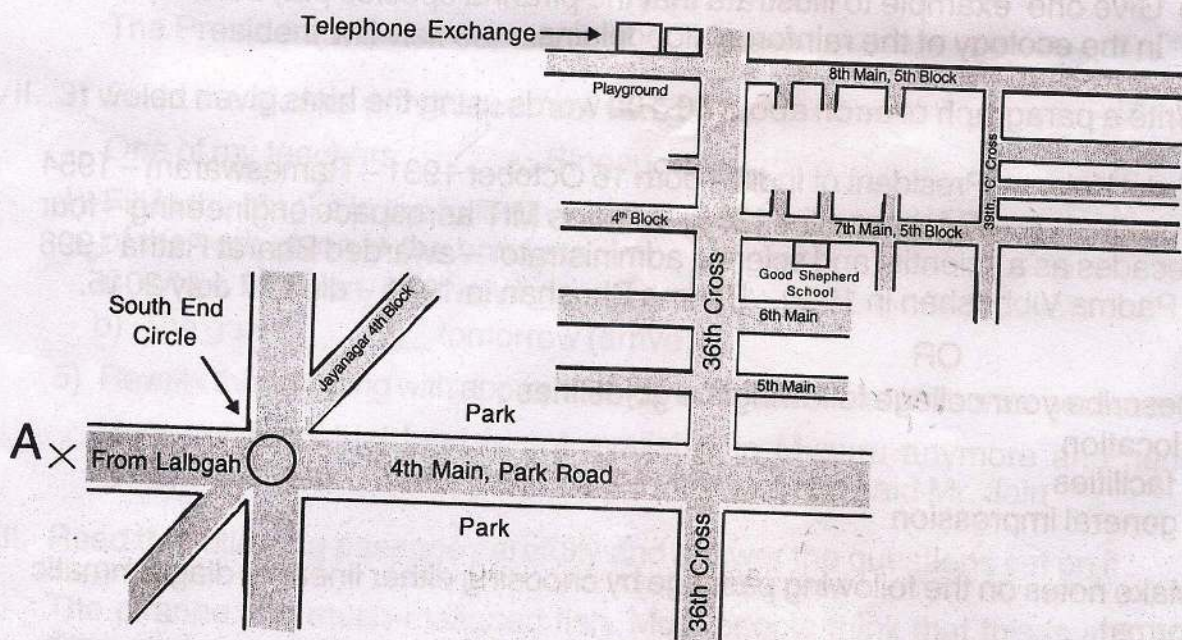 Telephone Exchange
Playground
8th Main, 5th Block
39th. 'C' Cross
4th Block
7th Main, 5th Block
Good Shepherd
School
36th Cross
6th Main
South End
Circle
Jayanagar 4th Block
5th Main
Park
A
From Lalbgah
4th Main, Park Road
Park
36th Cross